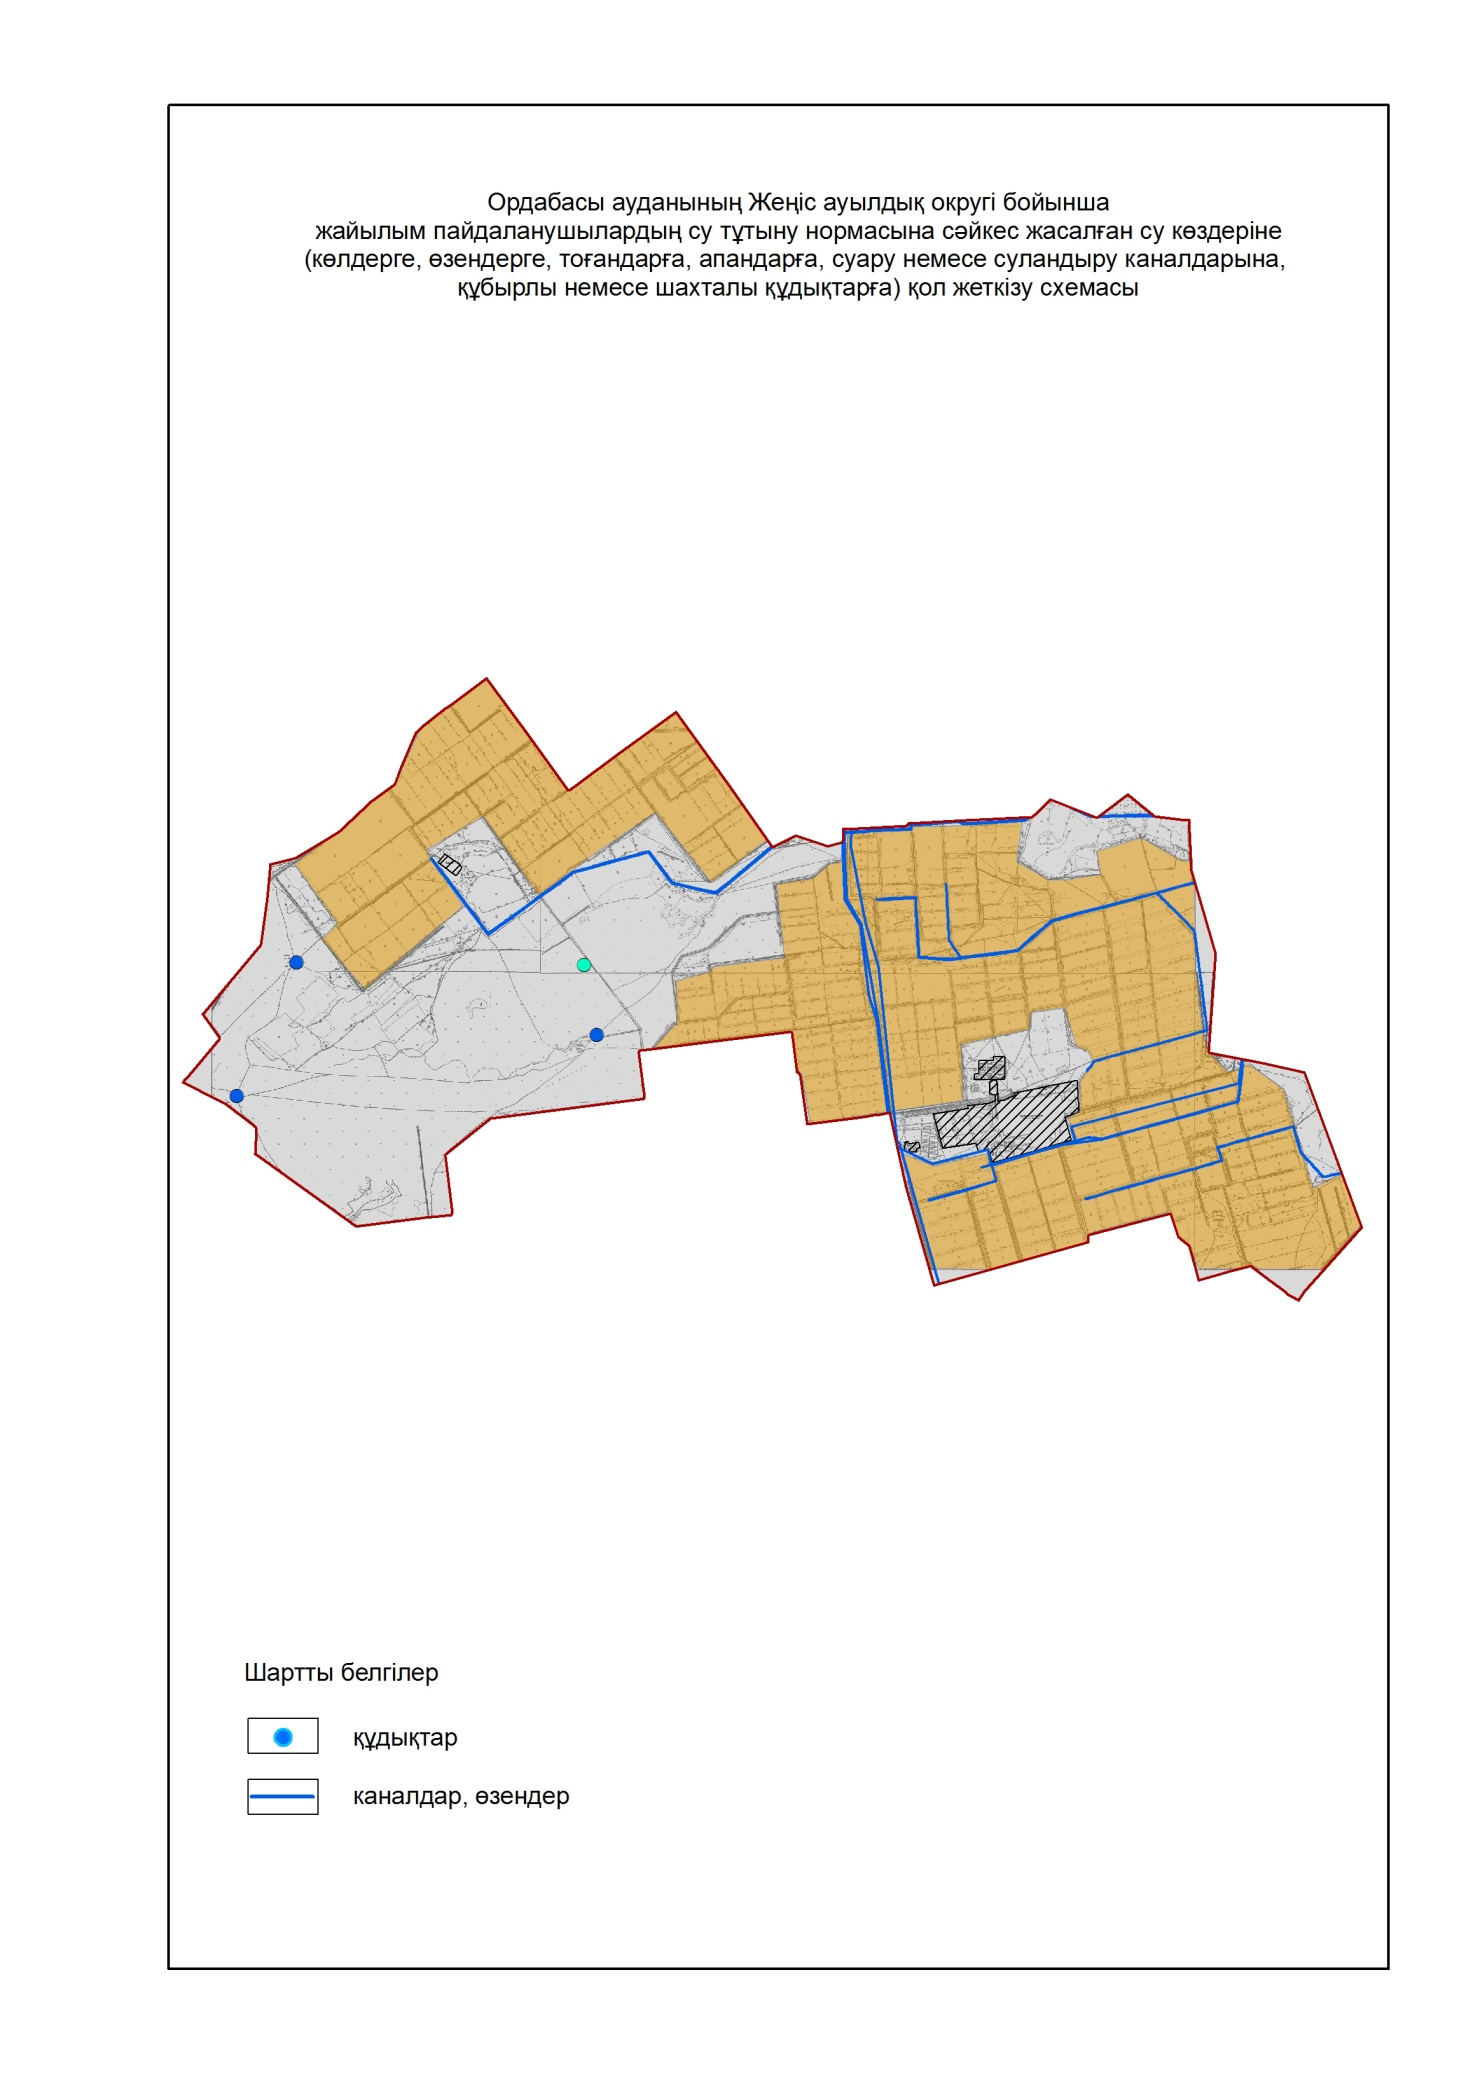 Ордабасы ауданының Жеңіс ауылдық округі бойынша
жайылым пайдаланушылардың су тұтыну нормасына сәйкес жасалған су көздеріне
(көлдерге, өзендерге, тоғандарға, апандарға, суару немесе суландыру каналдарына,
құбырлы немесе шахталы құдықтарға) қол жеткізу схемасы
Шартты белгілер
құдықтар
каналдар, өзендер